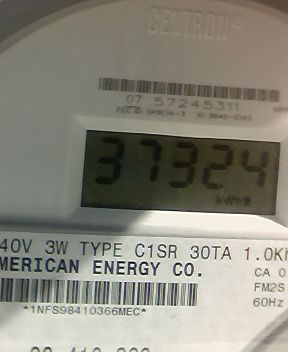 CENTRON®
07 57245311
37324
kWh
40V 3W TYPE C1SR 30TA 1.0Kh
MERICAN ENERGY CO.
CA 0
FM2S
60Hz
*1NFS98410366MEC*